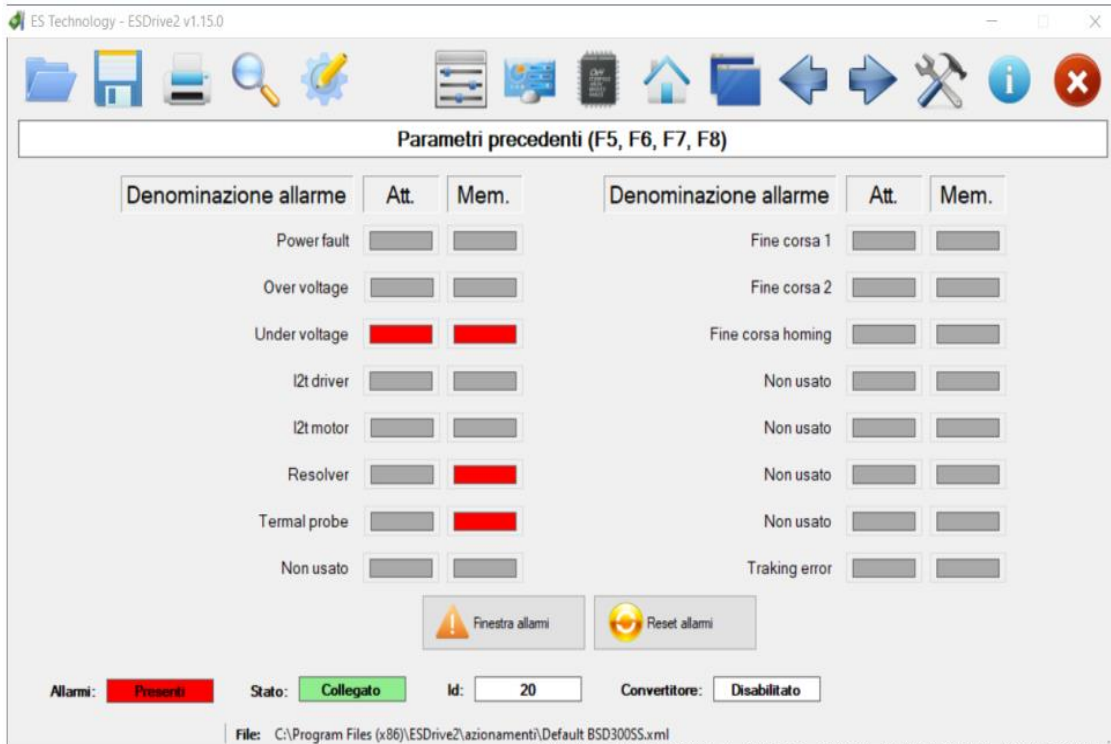 ES Technology - ESDrive2 v1.15.0
Parametri precedenti (F5, F6, F7, F8)
Denominazione allarme Att. Mem.
Power fault
Over voltage
Under voltage
I2t driver
I2t motor
Resolver
Termal probe
Non usato
Denominazione allarme Att. Mem.
Fine corsa 1
Fine corsa 2
Fine corsa homing
Non usato
Non usato
Non usato
Non usato
Traking error
Finestra allarmi
Reset allarmi
Allarmi: Presenti Stato: Collegato Id: 20 Convertitore: Disabilitato
File: C:\Program Files (x86)\ESDrive2\azionamenti\Default BSD300SS.xml